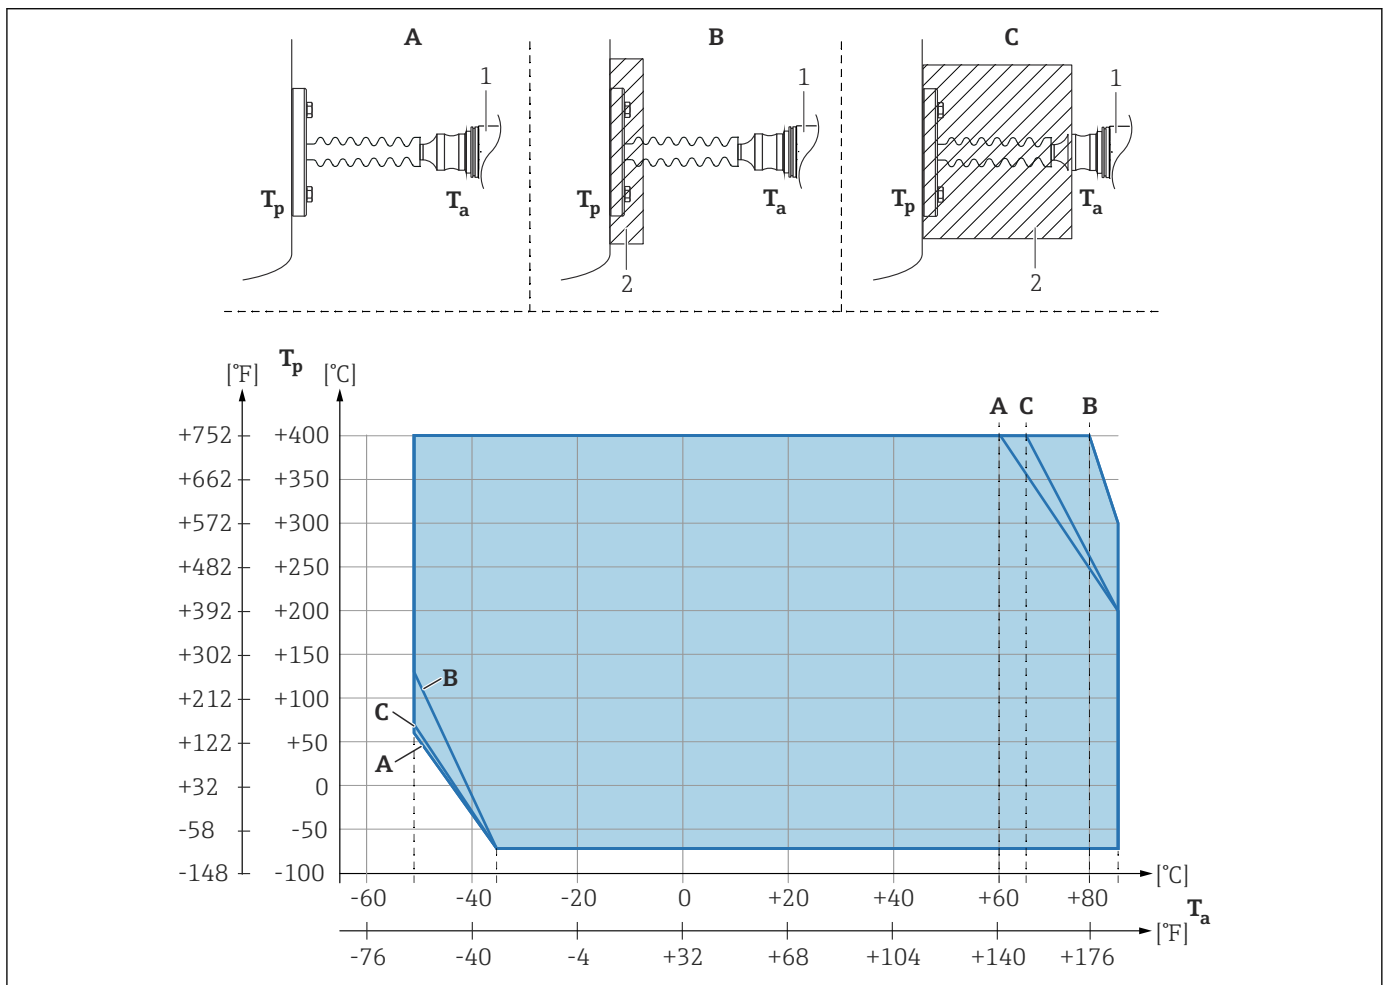 A B C
1 1 1
Tp Ta Tp Ta Tp Ta
2 2
Tp
[°F] [°C]
A C B
+752 +400
+662 +350
+572 +300
+482 +250
+392 +200
+302 +150
B
+212 +100
C
+122 +50
A
+32 0
-58 -50
-148 -100
[°C]
-60 -40 -20 0 +20 +40 +60 +80
Ta
[°F]
-76 -40 -4 +32 +68 +104 +140 +176